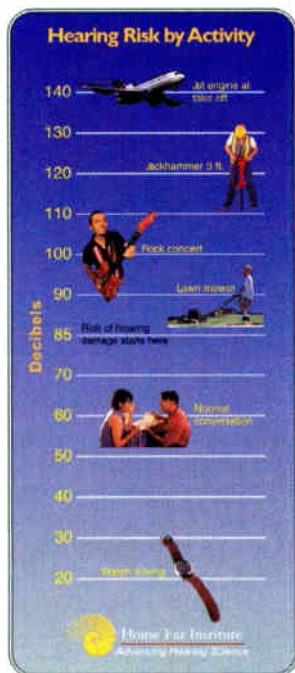 Hearing Risk by Activity
140
Jet engine at
take off
130
120
Jackhammer 3 ft.
110
100
Rock concert
90
Lawn mower
85
Risk of hearing
damage starts here
70
60
Normal
conversation
50
40
30
20
Decibels
House Ear Institute
Advancing Hearing Science